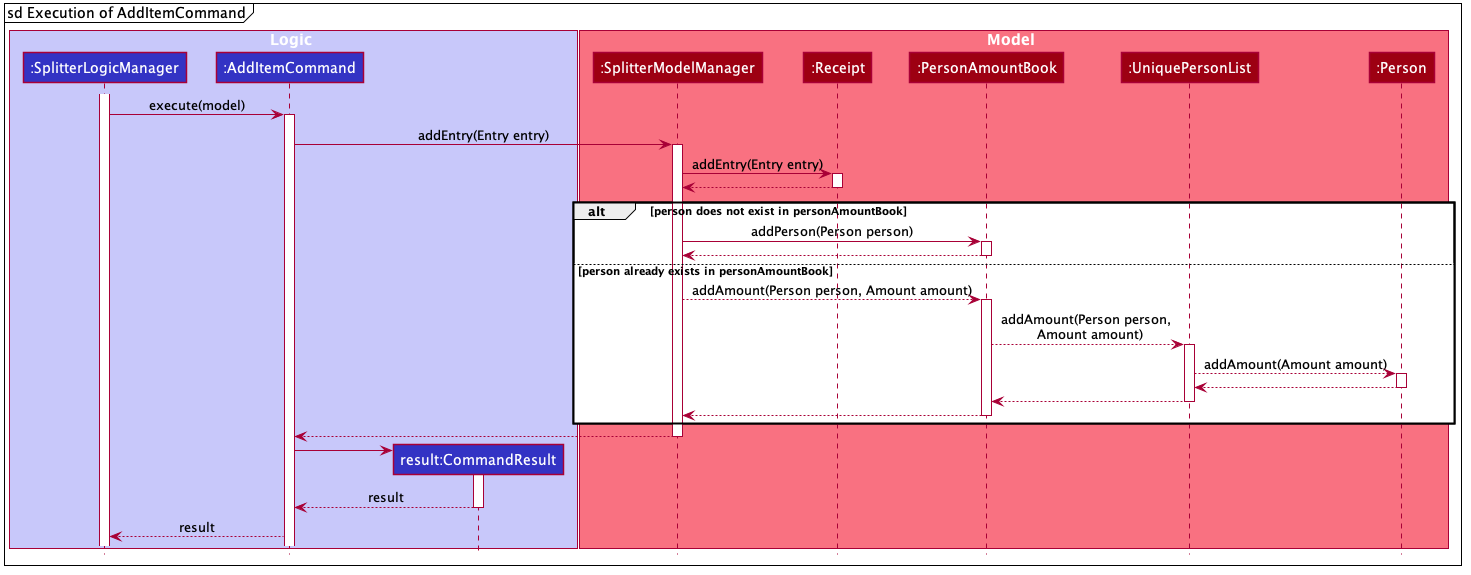 sd Execution of AddItemCommand
Logic
Model
:SplitterLogicManager
:AddItemCommand
:SplitterModelManager
:Receipt
:PersonAmountBook
:UniquePersonList
:Person
execute(model)
addEntry(Entry entry)
addEntry(Entry entry)
alt
[person does not exist in personAmountBook]
addPerson(Person person)
[person already exists in personAmountBook]
addAmount(Person person, Amount amount)
addAmount(Person person,
Amount amount)
addAmount(Amount amount)
result:CommandResult
result
result